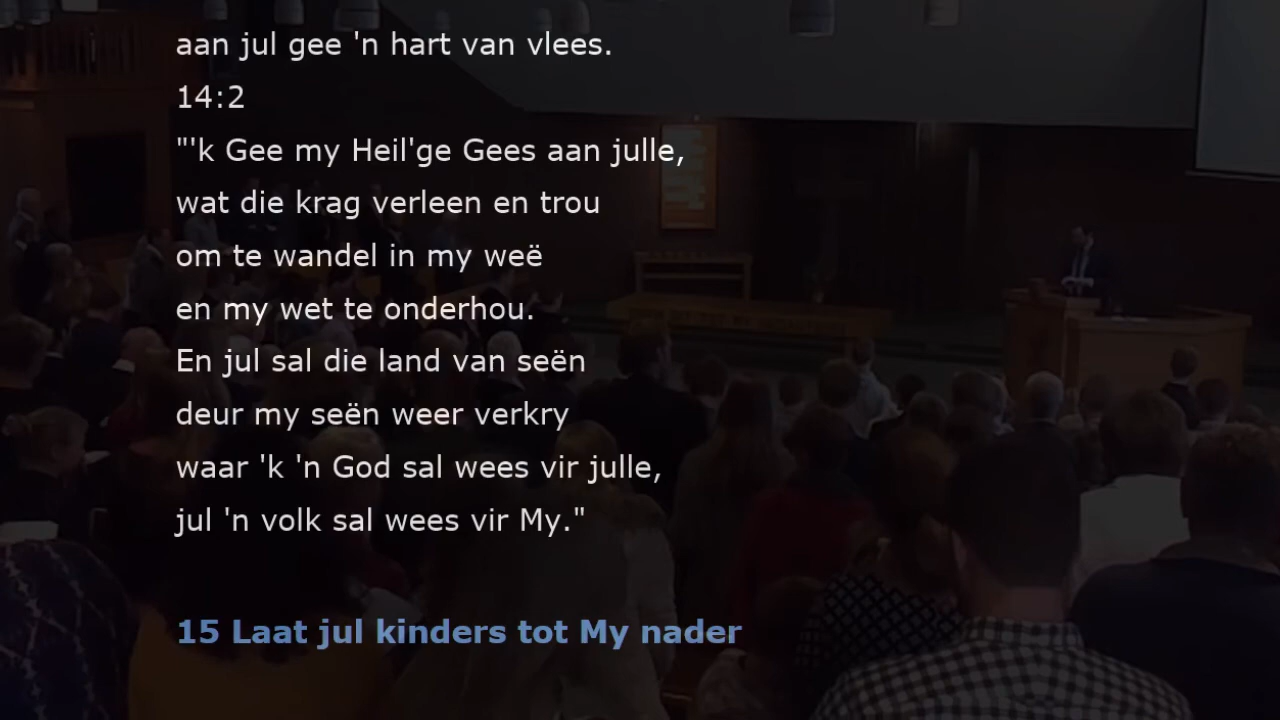 aan jul gee 'n hart van vlees.
14:2
"'k Gee my Heil'ge Gees aan julle,
wat die krag verleen en trou
om te wandel in my weë
en my wet te onderhou.
En jul sal die land van seën
deur my seën weer verkry
waar 'k 'n God sal wees vir julle,
jul 'n volk sal wees vir My."
15 Laat jul kinders tot My nader